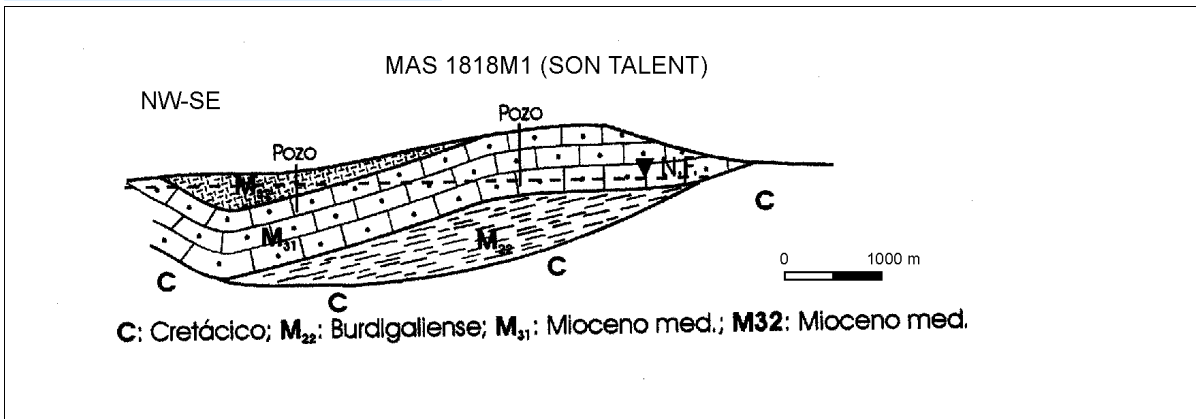 MAS 1818M1 (SON TALENT)
NW-SE
Pozo
Pozo
N.F
M₃₂
C
M₃₁
M₂₂
C
C
C
0 1000 m
C: Cretácico; M₂₂: Burdigaliense; M₃₁: Mioceno med.; M32: Mioceno med.